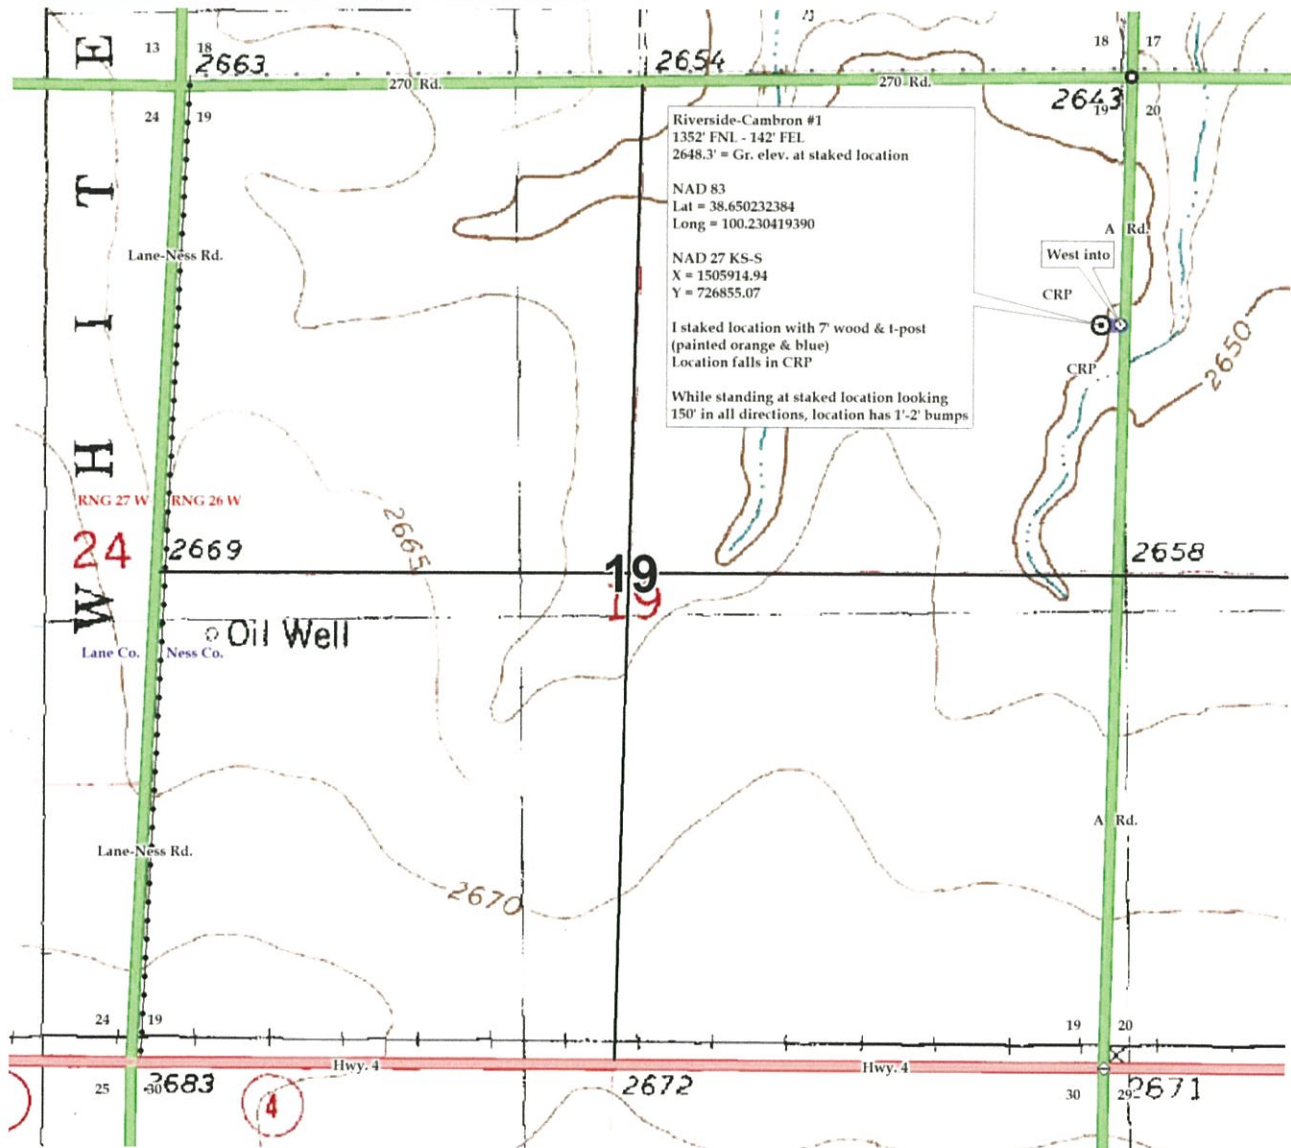 WHITE
13
18
2663
2654
18
17
270 Rd.
270 Rd.
2643
24
19
19
20
Riverside-Cambron #1
1352' FNL - 142' FEL
2648.3' = Gr. elev. at staked location
NAD 83
Lat = 38.650232384
Long = 100.230419390
NAD 27 KS-S
X = 1505914.94
Y = 726855.07
I staked location with 7' wood & t-post
(painted orange & blue)
Location falls in CRP
While standing at staked location looking
150' in all directions, location has 1'-2' bumps
A Rd.
Lane-Ness Rd.
West into
CRP
CRP
2650
RNG 27 W
RNG 26 W
2665
24
2669
19
19
2658
Oil Well
Lane Co.
Ness Co.
A Rd.
Lane-Ness Rd.
2670
24
19
19
20
Hwy. 4
Hwy. 4
25
30
2683
4
2672
30
29
2671